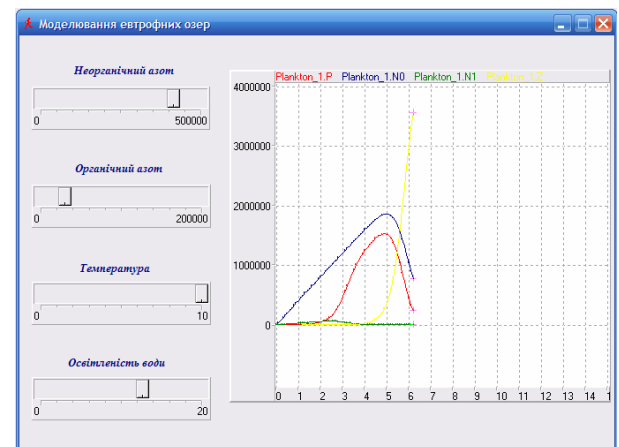 Моделювання евтрофних озер
Неорганічний азот
0 500000
Органічний азот
0 200000
Температура
0 10
Освітленість води
0 20
Plankton_1.P Plankton_1.N0 Plankton_1.N1 Plankton_1.Z
4000000
3000000
2000000
1000000
0
0 1 2 3 4 5 6 7 8 9 10 11 12 13 14 1